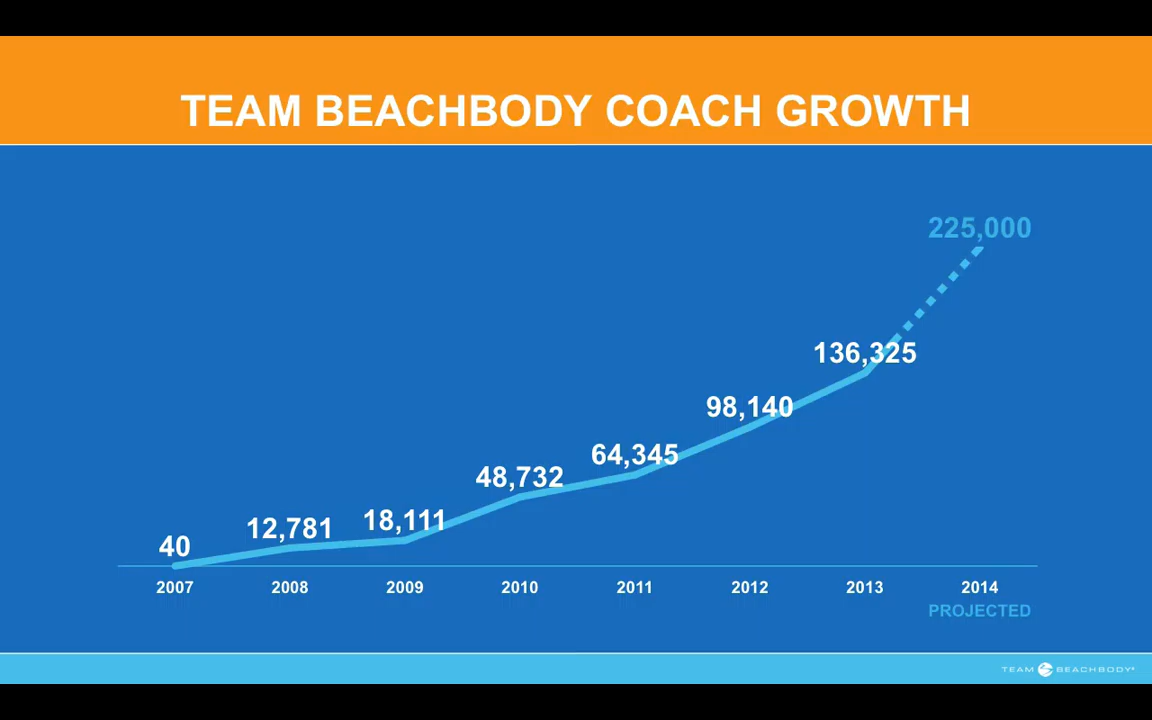 TEAM BEACHBODY COACH GROWTH
225,000
136,325
98,140
64,345
48,732
18,111
12,781
40
2007 2008 2009 2010 2011 2012 2013 2014
PROJECTED
TEAM BEACHBODY®